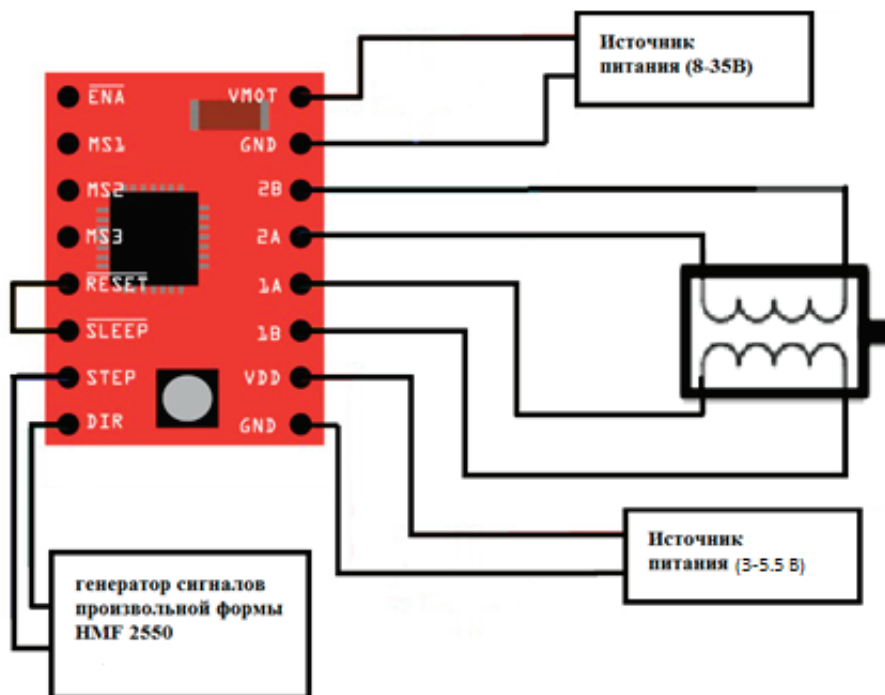 Источник
питания (8-35В)
ENA
VMOT
MS1
GND
MS2
2B
MS3
2A
RESET
1A
SLEEP
1B
STEP
VDD
DIR
GND
Источник
питания (3-5.5 В)
генератор сигналов
произвольной формы
HMF 2550